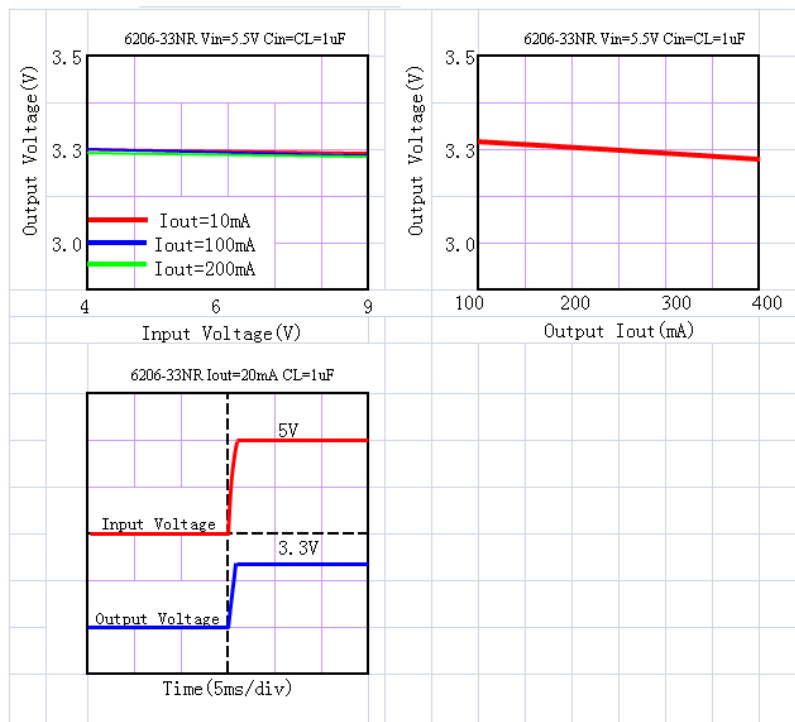 6206-33NR Vin=5.5V Cin=CL=1uF
3.5
3.3
3.0
Output Voltage(V)
Iout=10mA
Iout=100mA
Iout=200mA
4
6
9
Input Voltage(V)
6206-33NR Vin=5.5V Cin=CL=1uF
3.5
3.3
3.0
Output Voltage(V)
100
200
300
400
Output Iout(mA)
6206-33NR Iout=20mA CL=1uF
5V
Input Voltage
3.3V
Output Voltage
Time(5ms/div)